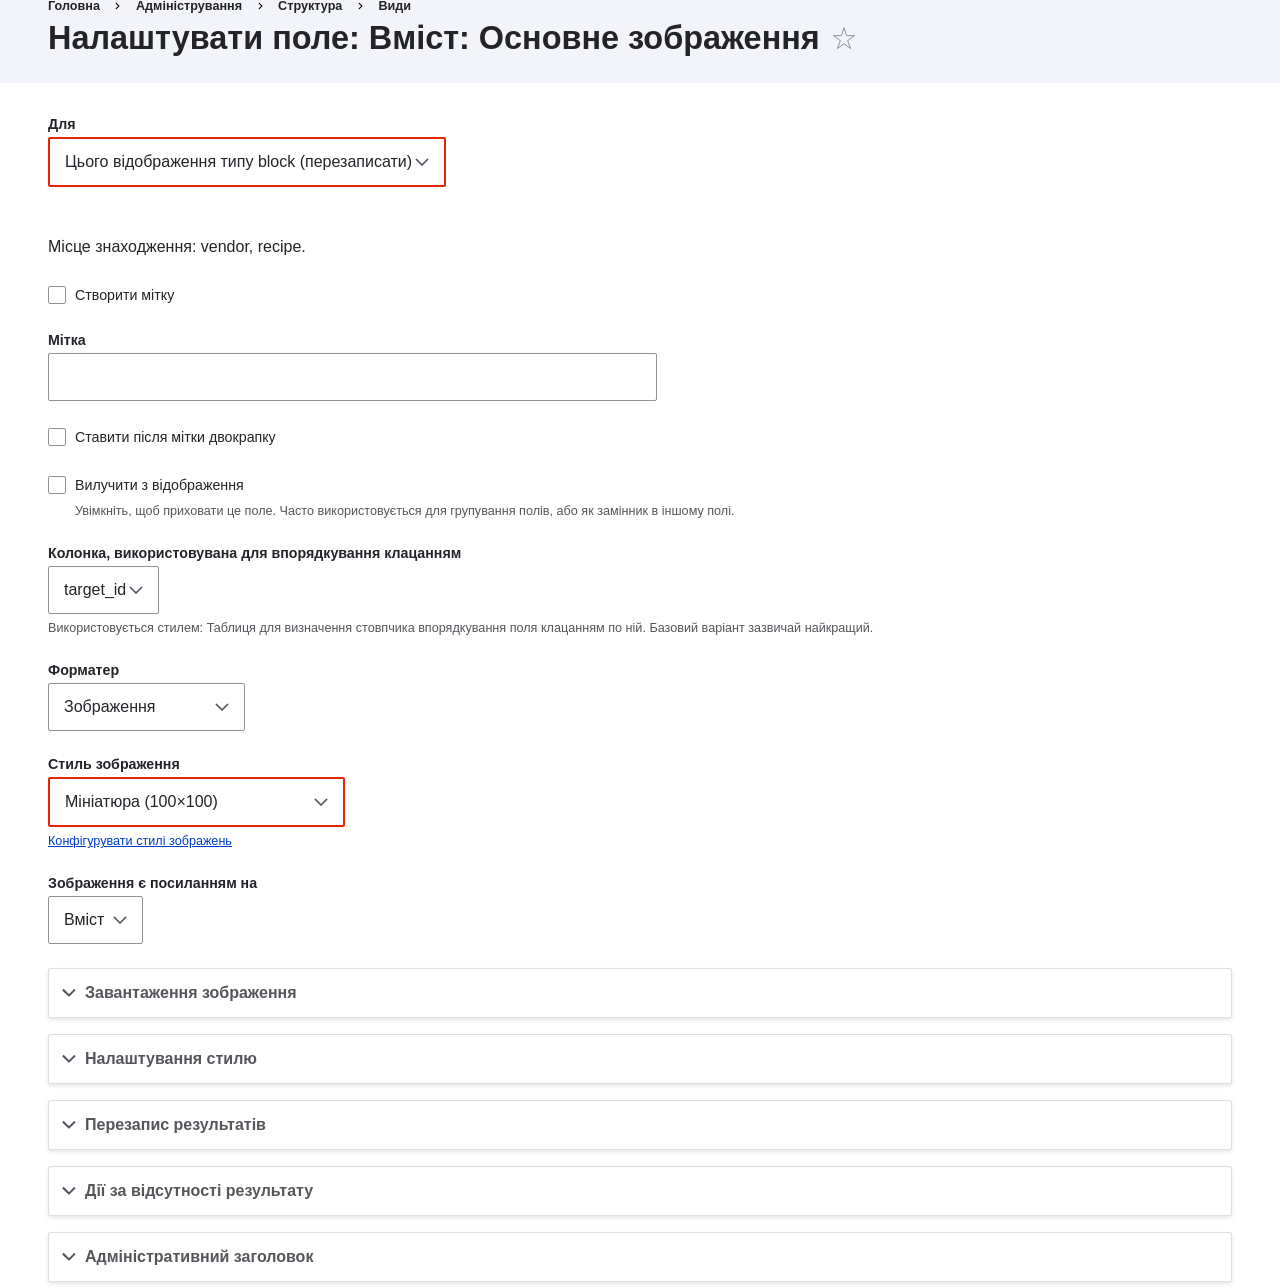 Головна › Адміністрування › Структура › Види
Налаштувати поле: Вміст: Основне зображення ☆
Для
Цього відображення типу block (перезаписати)
Місце знаходження: vendor, recipe.
Створити мітку
Мітка
Ставити після мітки двокрапку
Вилучити з відображення
Увімкніть, щоб приховати це поле. Часто використовується для групування полів, або як замінник в іншому полі.
Колонка, використовувана для впорядкування клацанням
target_id
Використовується стилем: Таблиця для визначення стовпчика впорядкування поля клацанням по ній. Базовий варіант зазвичай найкращий.
Форматер
Зображення
Стиль зображення
Мініатюра (100×100)
Конфігурувати стилі зображень
Зображення є посиланням на
Вміст
Завантаження зображення
Налаштування стилю
Перезапис результатів
Дії за відсутності результату
Адміністративний заголовок